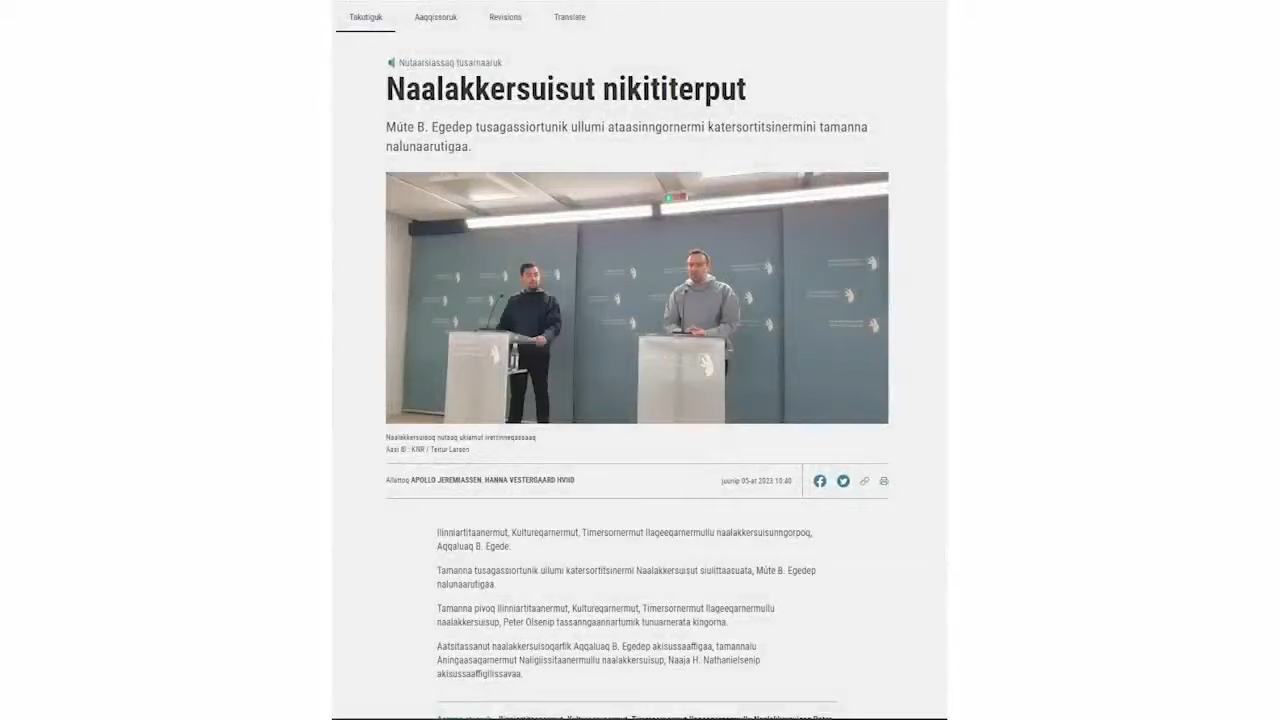 Takutiguk Aaqqissoruk Revisions Translate
Nutaarsiassaq tusarnaaruk
Naalakkersuisut nikititerput
Múte B. Egedep tusagassiortunik ullumi ataasinngornermi katersortitsinermini tamanna
nalunaarutigaa.
Naalakkersuisoq nutaaq ukiamut ivertinneqassaaq
Aasi © : KNR / Teitur Larsen
Allattoq APOLLO JEREMIASSEN, HANNA VESTERGAARD HVIID
juunip 05-at 2023 10:40
Ilinniartitaanermut, Kultureqarnermut, Timersornermut Ilageeqarnermullu naalakkersuisunngorpoq,
Aqqaluaq B. Egede.
Tamanna tusagassiortunik ullumi katersortitsinermi Naalakkersuisut siulittaasuata, Múte B. Egedep
nalunaarutigaa.
Tamanna pivoq Ilinniartitaanermut, Kultureqarnermut, Timersornermut Ilageeqarnermullu
naalakkersuisup, Peter Olsenip tassanngaannartumik tunuarnerata kingorna.
Aatsitassanut naalakkersuisoqarfik Aqqaluaq B. Egedep akisussaaffigaa, tamannalu
Aningaasaqarnermut Naligiissitaanermullu naalakkersuisup, Naaja H. Nathanielsenip
akisussaaffigilissavaa.